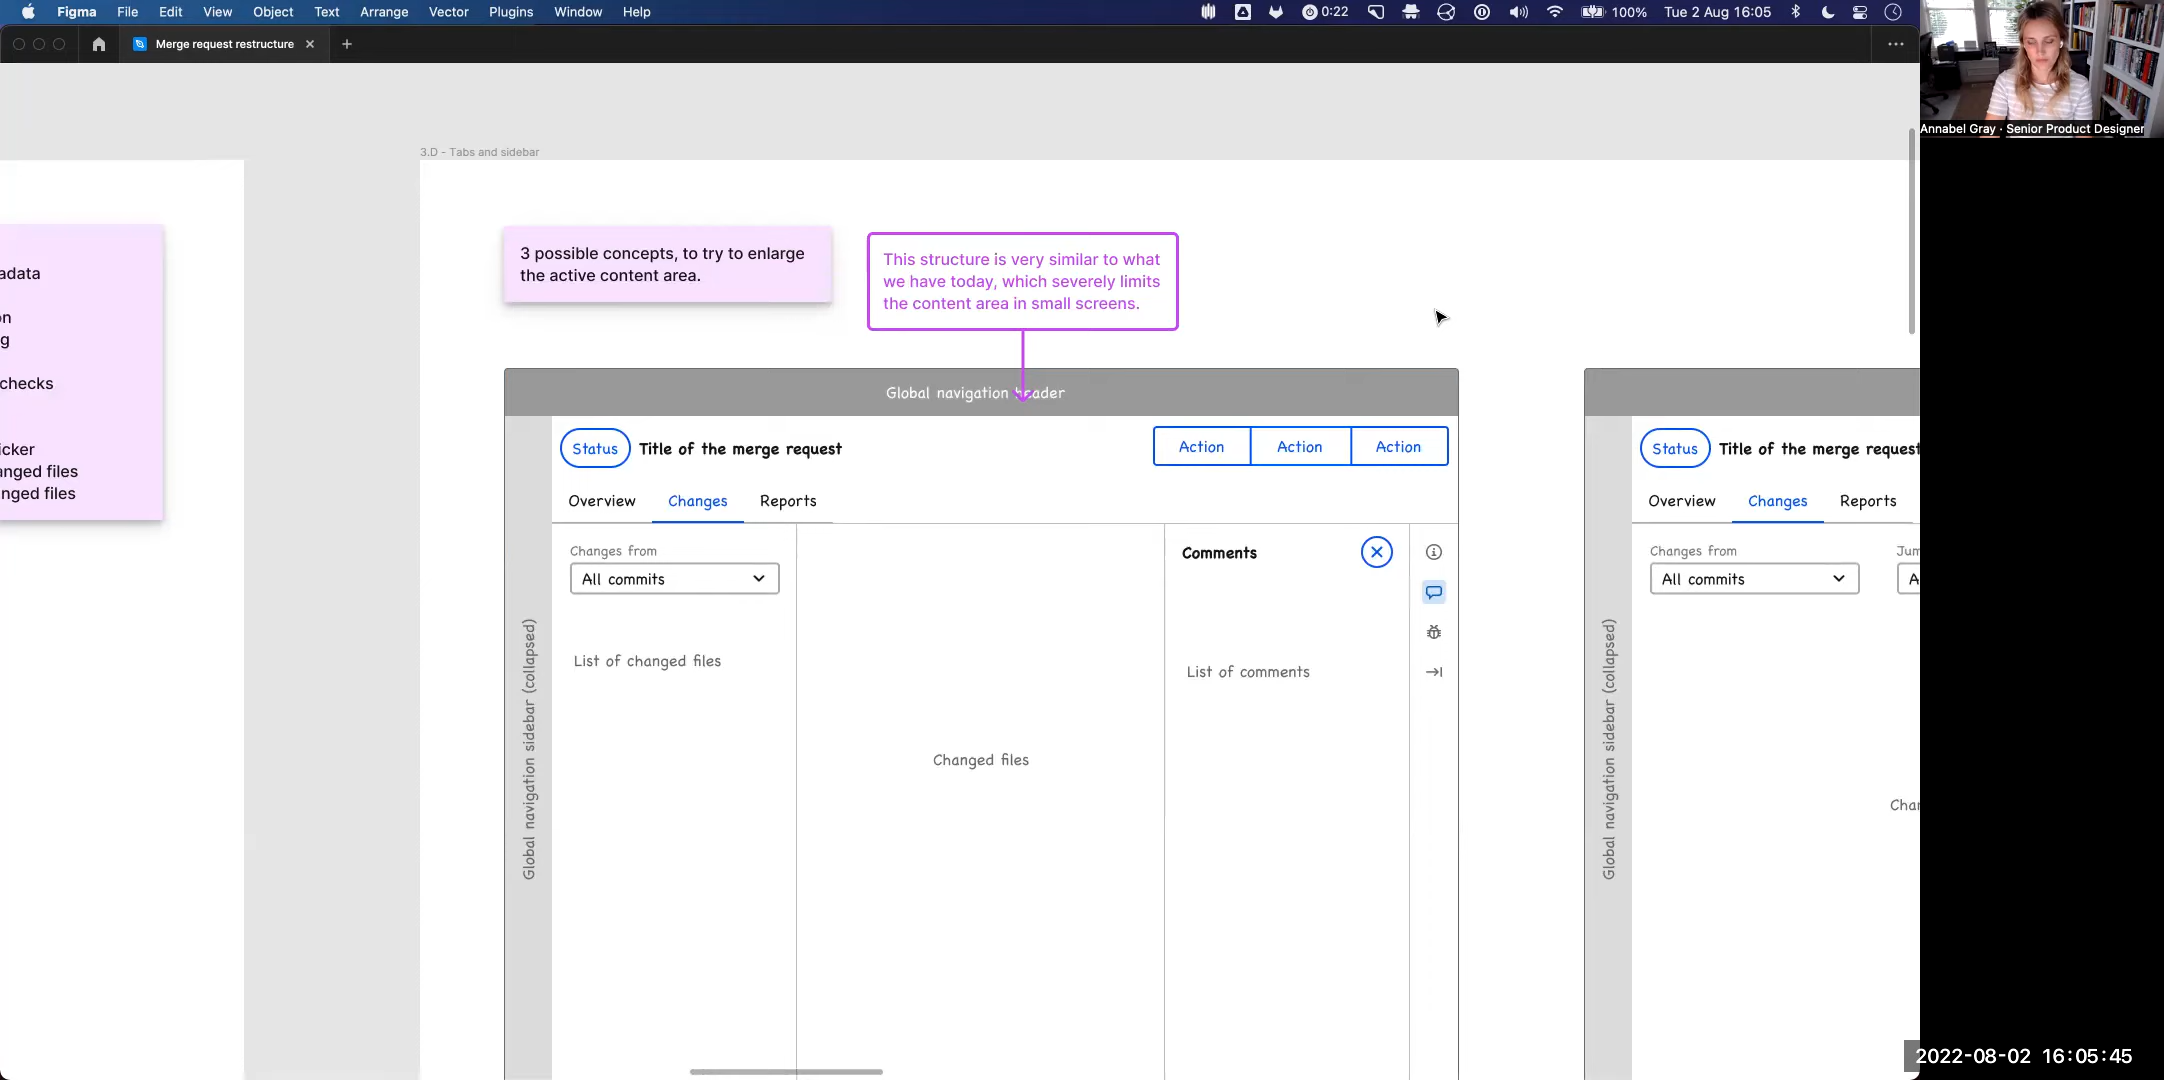 Figma File Edit View Object Text Arrange Vector Plugins Window Help 0:22 100% Tue 2 Aug 16:05
Merge request restructure
Annabel Gray · Senior Product Designer
3.D - Tabs and sidebar
adata
on
g
checks
icker
anged files
nged files
3 possible concepts, to try to enlarge
the active content area.
This structure is very similar to what
we have today, which severely limits
the content area in small screens.
Global navigation header
Status Title of the merge request Action Action Action
Overview Changes Reports
Changes from
All commits
List of changed files
Global navigation sidebar (collapsed)
Changed files
Comments
List of comments
Status Title of the merge request
Overview Changes Reports
Changes from Jum
All commits A
Global navigation sidebar (collapsed)
Char
2022-08-02 16:05:45